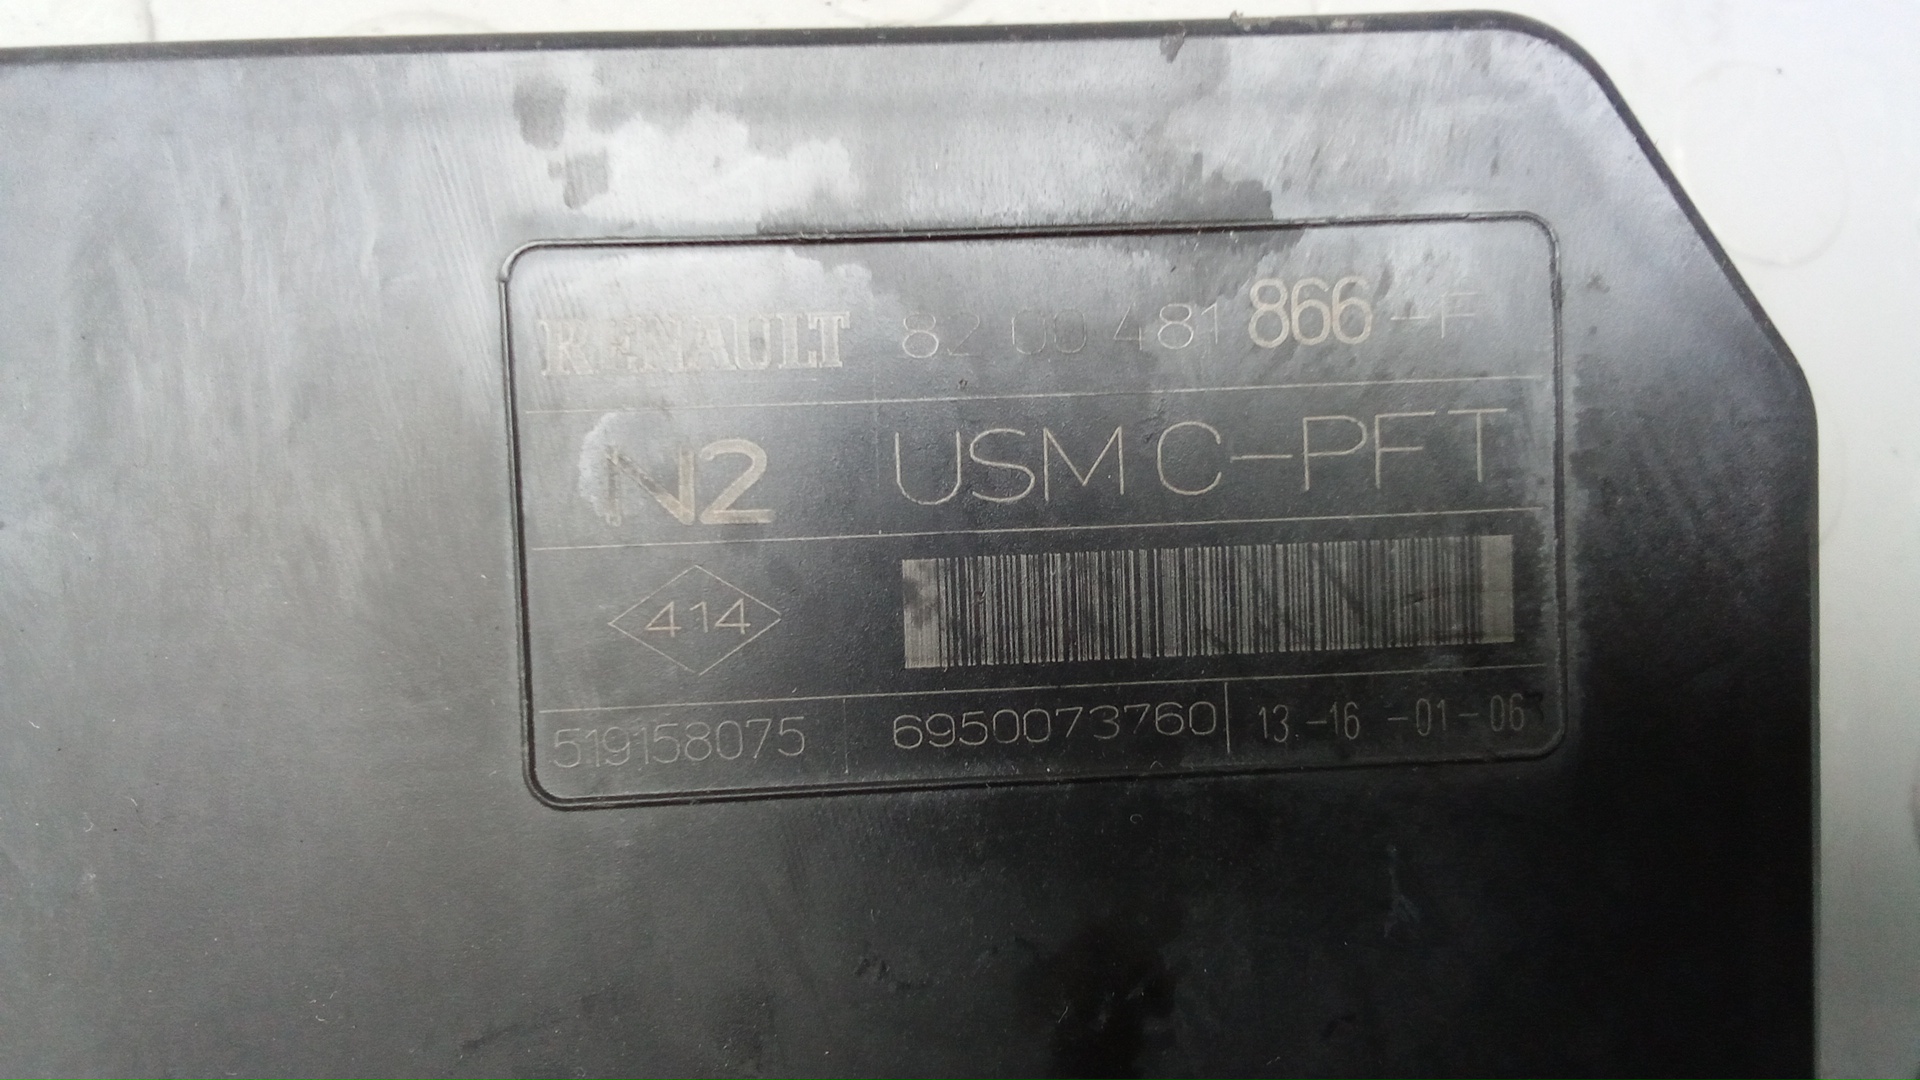 RENAULT 82 00 481 866--F
N2 USM C-PFT
414
519158075 6950073760 13-16-01-06